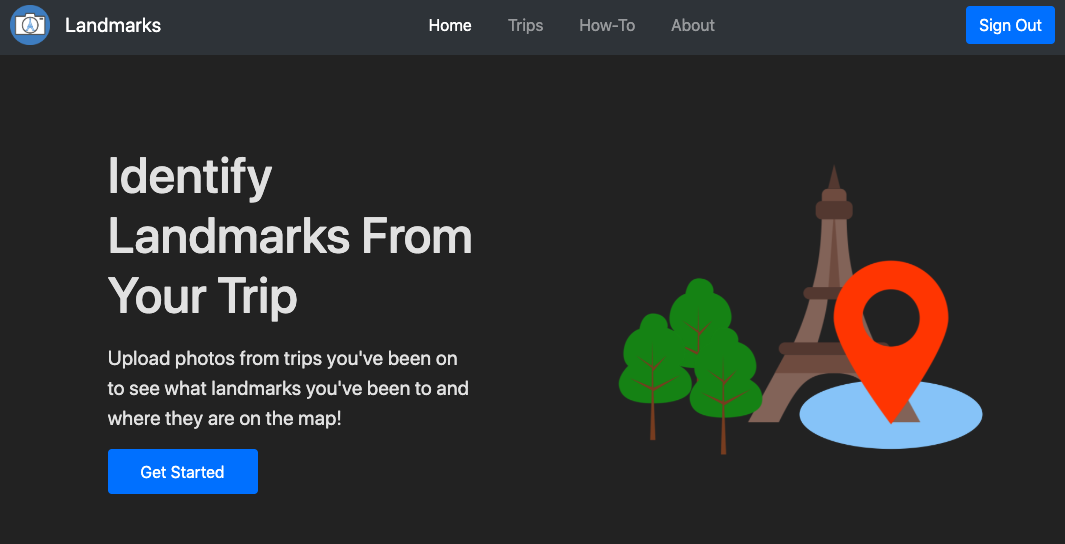 Landmarks
Home
Trips
How-To
About
Sign Out
Identify
Landmarks From
Your Trip
Upload photos from trips you've been on
to see what landmarks you've been to and
where they are on the map!
Get Started